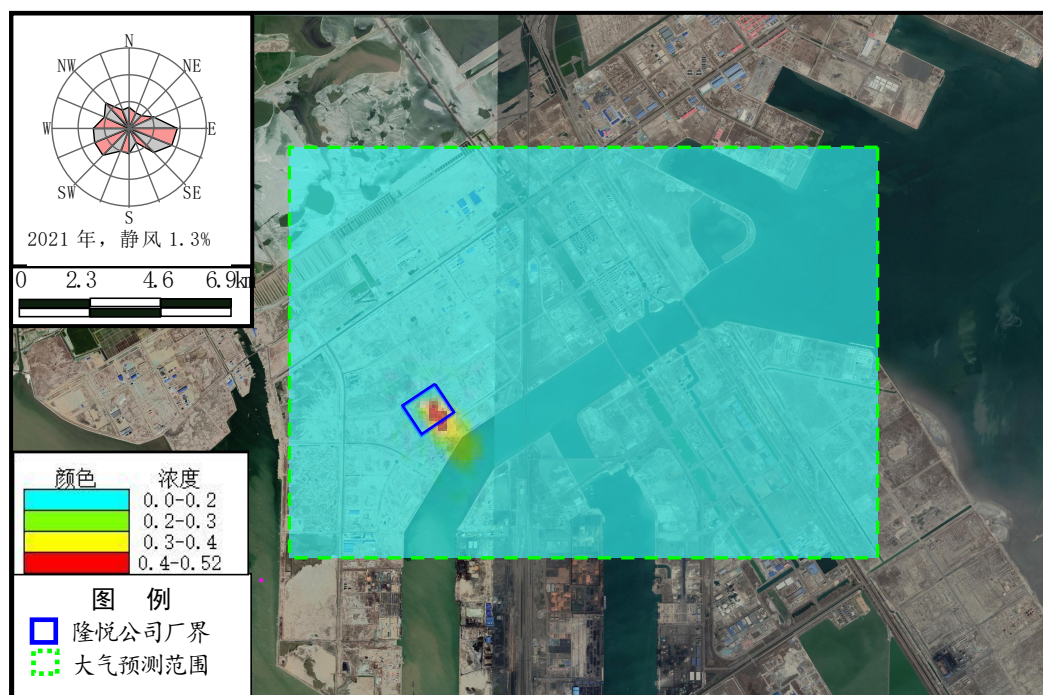 N
NW
NE
W
E
SW
SE
S
2021 年，静风 1.3%
0 2.3 4.6 6.9km
颜色 浓度
0.0-0.2
0.2-0.3
0.3-0.4
0.4-0.52
图 例
隆悦公司厂界
大气预测范围